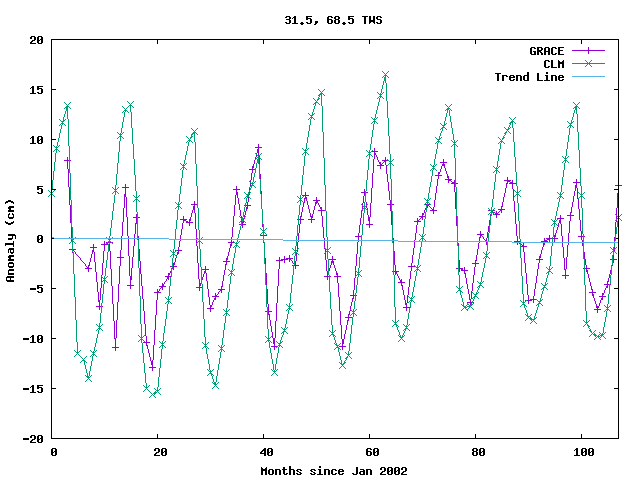 31.5, 68.5 TWS
GRACE
CLM
Trend Line
20
15
10
5
0
-5
-10
-15
-20
Anomaly (cm)
0 20 40 60 80 100
Months since Jan 2002